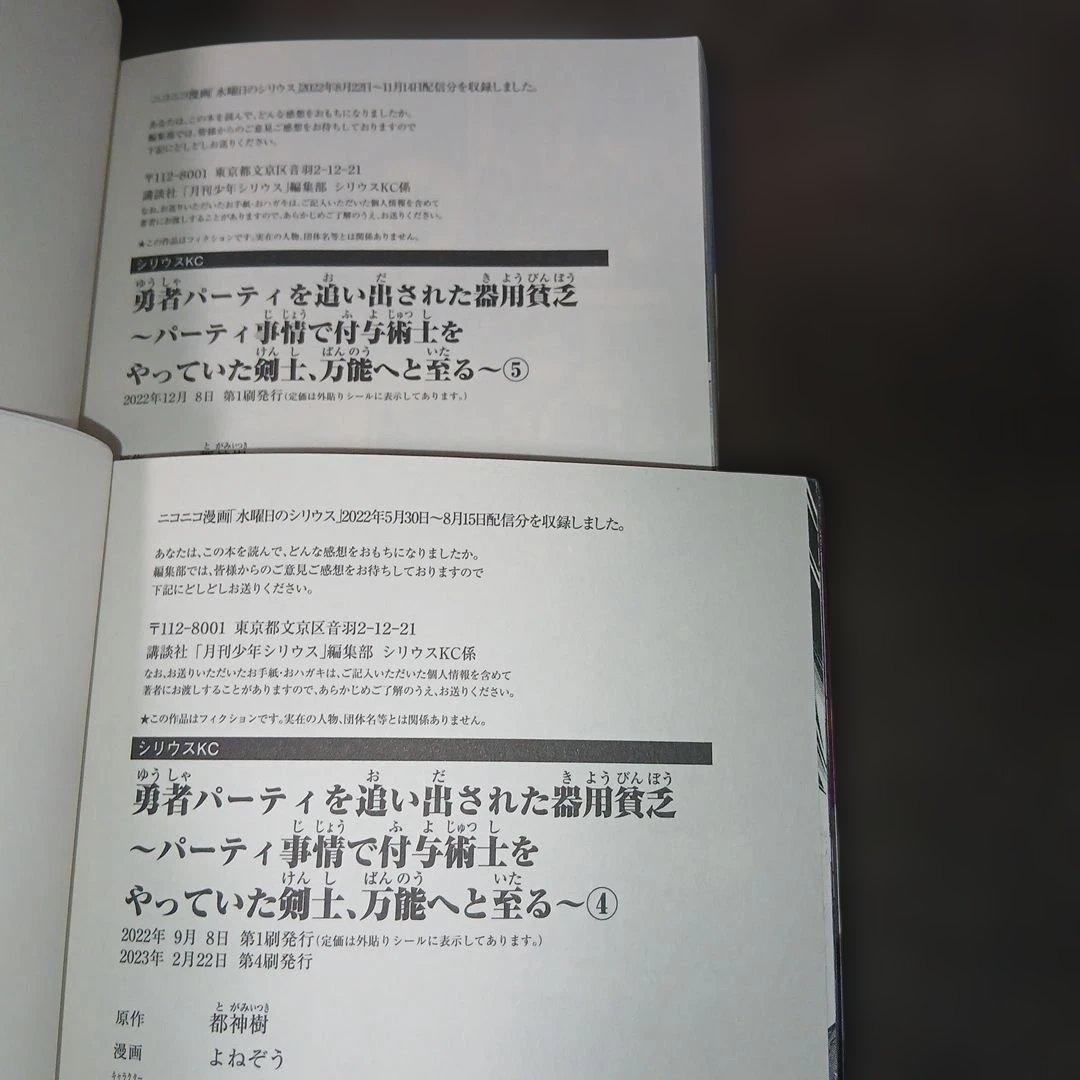 ニコニコ漫画「水曜日のシリウス」2022年8月22日〜11月14日配信分を収録しました。
あなたは、この本を読んで、どんな感想をおもちになりましたか。
編集部では、皆様からのご意見ご感想をお待ちしておりますので
下記にどしどしお送りください。
〒112-8001 東京都文京区音羽2-12-21
講談社「月刊少年シリウス」編集部 シリウスKC係
なお、お送りいただいたお手紙・おハガキは、ご記入いただいた個人情報を含めて
著者にお渡しすることがありますので、あらかじめご了解のうえ、お送りください。
★この作品はフィクションです。実在の人物、団体名等とは関係ありません。
シリウスKC
ゆうしゃ お だ き よう びん ぼう
勇者パーティを追い出された器用貧乏
じ じょう ふ よ じゅつ し
〜パーティ事情で付与術士を
けん し ばん のう いた
やっていた剣士、万能へと至る〜⑤
2022年12月 8日 第1刷発行(定価は外貼りシールに表示してあります。)
と がみ いつき
ニコニコ漫画「水曜日のシリウス」2022年5月30日〜8月15日配信分を収録しました。
あなたは、この本を読んで、どんな感想をおもちになりましたか。
編集部では、皆様からのご意見ご感想をお待ちしておりますので
下記にどしどしお送りください。
〒112-8001 東京都文京区音羽2-12-21
講談社「月刊少年シリウス」編集部 シリウスKC係
なお、お送りいただいたお手紙・おハガキは、ご記入いただいた個人情報を含めて
著者にお渡しすることがありますので、あらかじめご了解のうえ、お送りください。
★この作品はフィクションです。実在の人物、団体名等とは関係ありません。
シリウスKC
ゆうしゃ お だ き よう びん ぼう
勇者パーティを追い出された器用貧乏
じ じょう ふ よ じゅつ し
〜パーティ事情で付与術士を
けん し ばん のう いた
やっていた剣士、万能へと至る〜④
2022年 9月 8日 第1刷発行(定価は外貼りシールに表示してあります。)
2023年 2月22日 第4刷発行
と がみ いつき
原作 都神樹
漫画 よねぞう
キャラクター